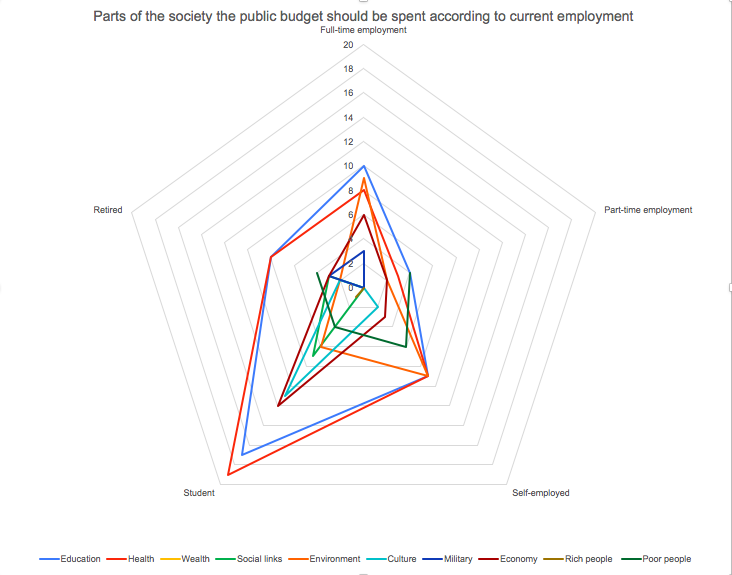 Parts of the society the public budget should be spent according to current employment
Full-time employment
20
18
16
14
12
10
8
6
4
2
0
Retired
Part-time employment
Student
Self-employed
Education Health Wealth Social links Environment Culture Military Economy Rich people Poor people